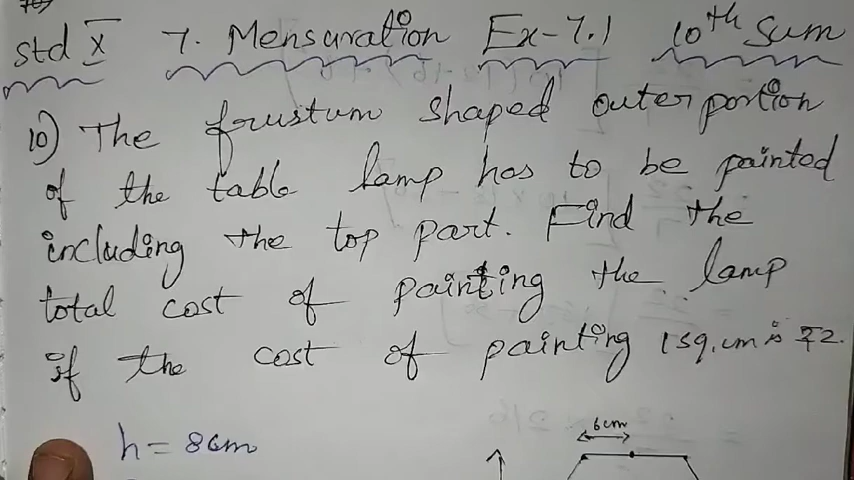 std X 7. Mensuration Ex-7.1 10th Sum
10) The frustum shaped outer portion
of the table lamp has to be painted
including the top part. Find the
total cost of painting the lamp
if the cost of painting 1 sq.cm is ₹2.
h = 8cm
6cm